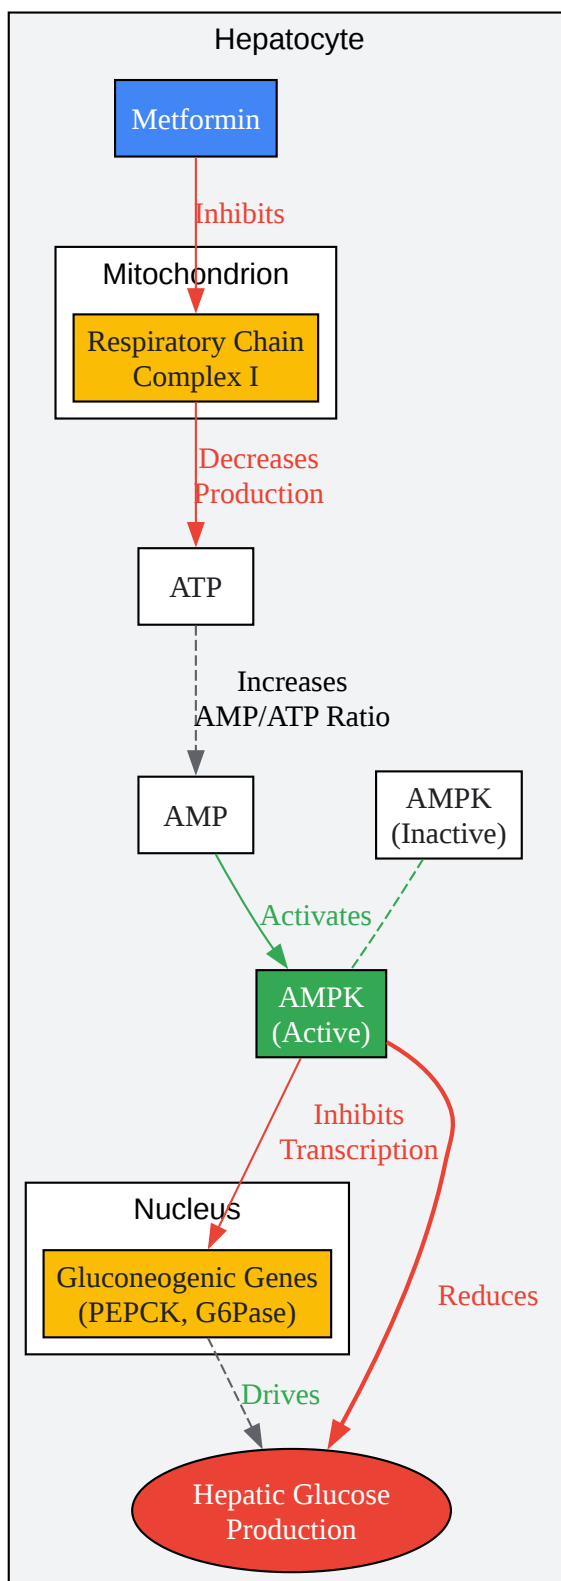 Hepatocyte
Metformin
Inhibits
Mitochondrion
Respiratory Chain
Complex I
Decreases
Production
ATP
Increases
AMP/ATP Ratio
AMP
AMPK
(Inactive)
Activates
AMPK
(Active)
Inhibits
Transcription
Nucleus
Gluconeogenic Genes
(PEPCK, G6Pase)
Reduces
Drives
Hepatic Glucose
Production